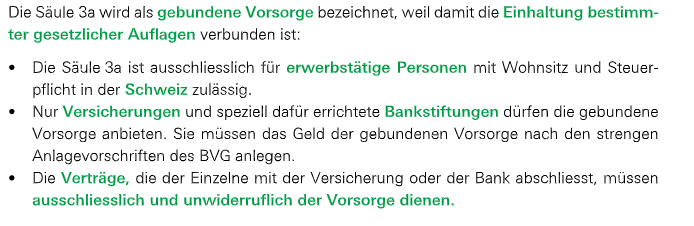 Die Säule 3a wird als gebundene Vorsorge bezeichnet, weil damit die Einhaltung bestimm-
ter gesetzlicher Auflagen verbunden ist:
• Die Säule 3a ist ausschliesslich für erwerbstätige Personen mit Wohnsitz und Steuer-
pflicht in der Schweiz zulässig.
• Nur Versicherungen und speziell dafür errichtete Bankstiftungen dürfen die gebundene
Vorsorge anbieten. Sie müssen das Geld der gebundenen Vorsorge nach den strengen
Anlagevorschriften des BVG anlegen.
• Die Verträge, die der Einzelne mit der Versicherung oder der Bank abschliesst, müssen
ausschliesslich und unwiderruflich der Vorsorge dienen.